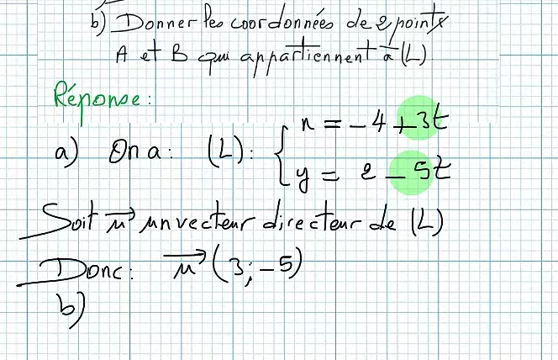 b) Donner les coordonnées de 2 points
A et B qui appartiennent à (L)
Réponse:
a) On a: (L): { x = -4 + 3t
y = 2 - 5t
Soit u⃗ un vecteur directeur de (L)
Donc: u⃗ (3; -5)
b)